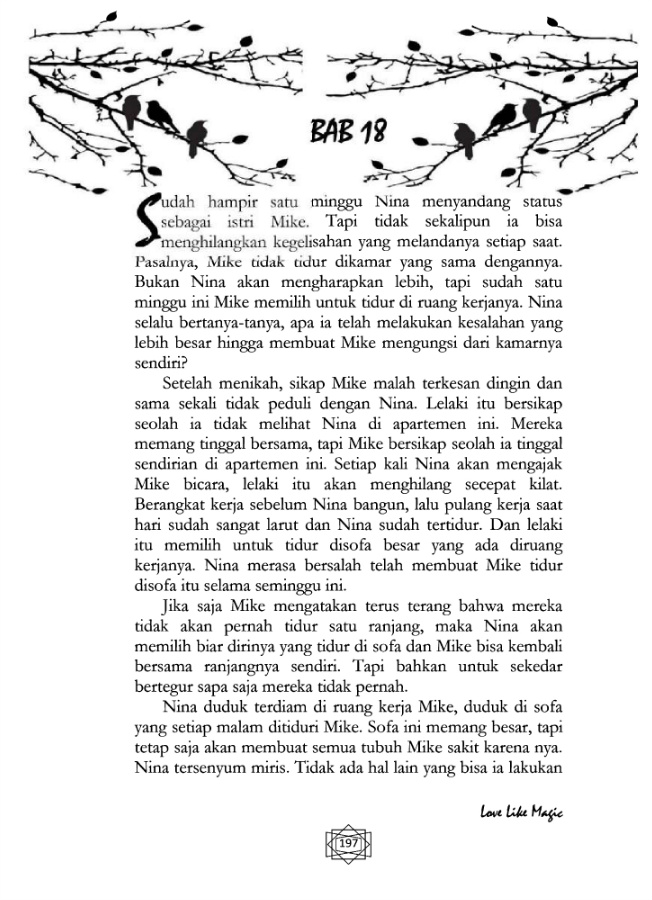 BAB 18
Sudah hampir satu minggu Nina menyandang status
sebagai istri Mike. Tapi tidak sekalipun ia bisa
menghilangkan kegelisahan yang melandanya setiap saat.
Pasalnya, Mike tidak tidur dikamar yang sama dengannya.
Bukan Nina akan mengharapkan lebih, tapi sudah satu
minggu ini Mike memilih untuk tidur di ruang kerjanya. Nina
selalu bertanya-tanya, apa ia telah melakukan kesalahan yang
lebih besar hingga membuat Mike mengungsi dari kamarnya
sendiri?
Setelah menikah, sikap Mike malah terkesan dingin dan
sama sekali tidak peduli dengan Nina. Lelaki itu bersikap
seolah ia tidak melihat Nina di apartemen ini. Mereka
memang tinggal bersama, tapi Mike bersikap seolah ia tinggal
sendirian di apartemen ini. Setiap kali Nina akan mengajak
Mike bicara, lelaki itu akan menghilang secepat kilat.
Berangkat kerja sebelum Nina bangun, lalu pulang kerja saat
hari sudah sangat larut dan Nina sudah tertidur. Dan lelaki
itu memilih untuk tidur disofa besar yang ada diruang
kerjanya. Nina merasa bersalah telah membuat Mike tidur
disofa itu selama seminggu ini.
Jika saja Mike mengatakan terus terang bahwa mereka
tidak akan pernah tidur satu ranjang, maka Nina akan
memilih biar dirinya yang tidur di sofa dan Mike bisa kembali
bersama ranjangnya sendiri. Tapi bahkan untuk sekedar
bertegur sapa saja mereka tidak pernah.
Nina duduk terdiam di ruang kerja Mike, duduk di sofa
yang setiap malam ditiduri Mike. Sofa ini memang besar, tapi
tetap saja akan membuat semua tubuh Mike sakit karena nya.
Nina tersenyum miris. Tidak ada hal lain yang bisa ia lakukan
Love Like Magic
197